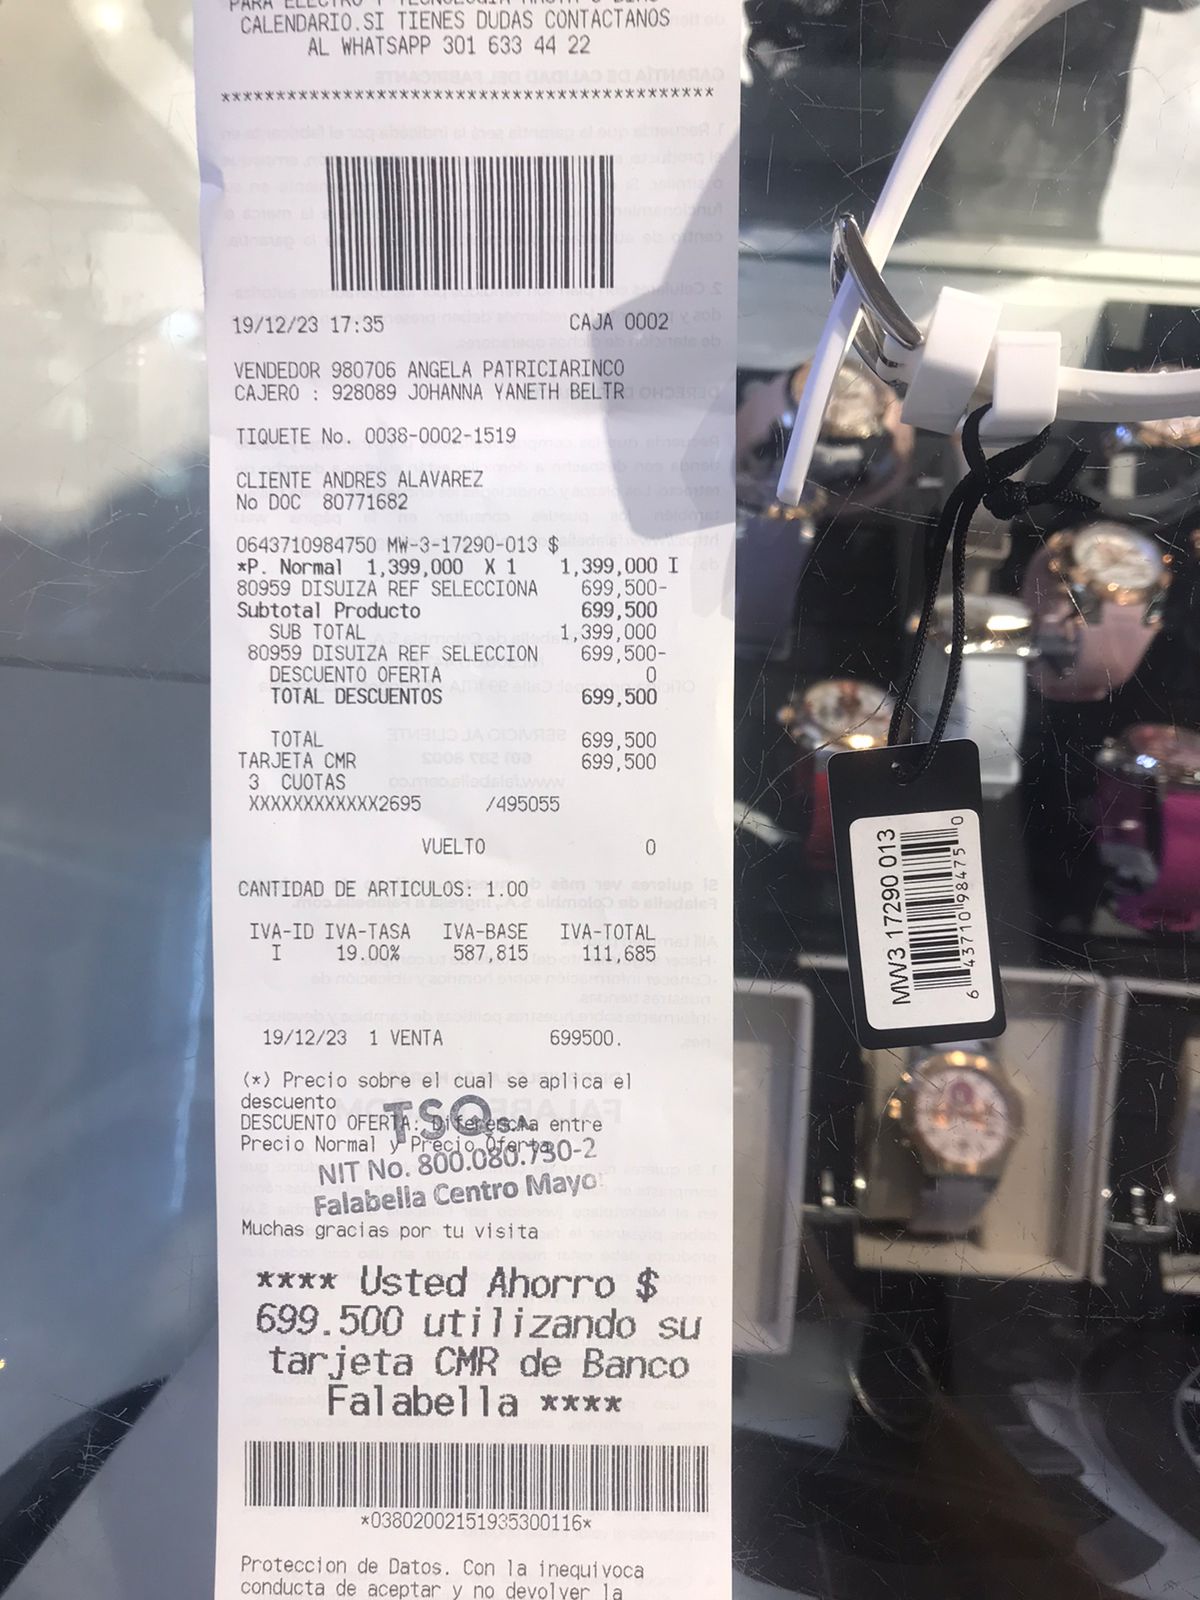 CALENDARIO.SI TIENES DUDAS CONTACTANOS
AL WHATSAPP 301 633 44 22
*******************************************************
19/12/23 17:35 CAJA 0002
VENDEDOR 980706 ANGELA PATRICIARINCO
CAJERO : 928089 JOHANNA YANETH BELTR
TIQUETE No. 0038-0002-1519
CLIENTE ANDRES ALAVAREZ
No DOC 80771682
0643710984750 MW-3-17290-013 $
*P. Normal 1,399,000 X 1 1,399,000 I
80959 DISUIZA REF SELECCIONA 699,500-
Subtotal Producto 699,500
SUB TOTAL 1,399,000
80959 DISUIZA REF SELECCION 699,500-
DESCUENTO OFERTA 0
TOTAL DESCUENTOS 699,500
TOTAL 699,500
TARJETA CMR 699,500
3 CUOTAS
XXXXXXXXXXXX2695 /495055
VUELTO 0
CANTIDAD DE ARTICULOS: 1.00
IVA-ID IVA-TASA IVA-BASE IVA-TOTAL
I 19.00% 587,815 111,685
19/12/23 1 VENTA 699500.
(*) Precio sobre el cual se aplica el
descuento
DESCUENTO OFERTA: Diferencia entre
Precio Normal y Precio Oferta
TSQ S.A.
NIT No. 800.080.730-2
Falabella Centro Mayo
Muchas gracias por tu visita
**** Usted Ahorro $
699.500 utilizando su
tarjeta CMR de Banco
Falabella ****
*03802002151935300116*
Proteccion de Datos. Con la inequivoca
conducta de aceptar y no devolver la
MW3 17290 013
6 43710 98475 0